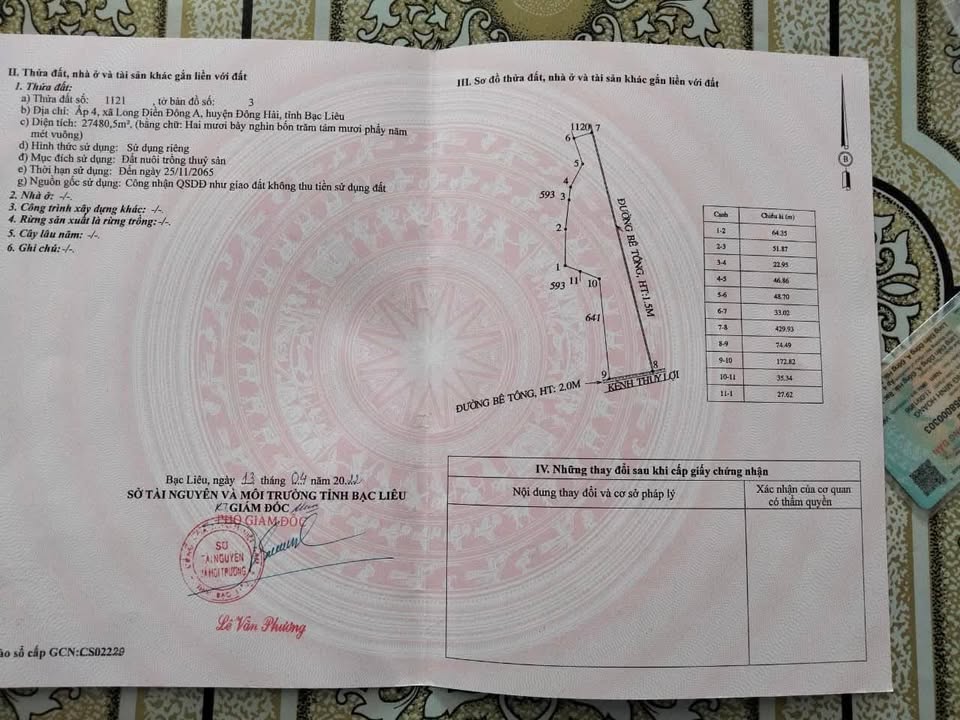 II. Thửa đất, nhà ở và tài sản khác gắn liền với đất
1. Thửa đất:
a) Thửa đất số: 1121 , tờ bản đồ số: 3
b) Địa chỉ: Ấp 4, xã Long Điền Đông A, huyện Đông Hải, tỉnh Bạc Liêu
c) Diện tích: 27480,5m², (bằng chữ: Hai mươi bảy nghìn bốn trăm tám mươi phẩy năm
mét vuông)
d) Hình thức sử dụng: Sử dụng riêng
đ) Mục đích sử dụng: Đất nuôi trồng thuỷ sản
e) Thời hạn sử dụng: Đến ngày 25/11/2065
g) Nguồn gốc sử dụng: Công nhận QSDĐ như giao đất không thu tiền sử dụng đất
2. Nhà ở: -/-.
3. Công trình xây dựng khác: -/-.
4. Rừng sản xuất là rừng trồng:-/-.
5. Cây lâu năm: -/-.
6. Ghi chú:-/-.
Bạc Liêu, ngày 13 tháng 04 năm 2022
SỞ TÀI NGUYÊN VÀ MÔI TRƯỜNG TỈNH BẠC LIÊU
KT GIÁM ĐỐC
PHÓ GIÁM ĐỐC
SỞ
TÀI NGUYÊN
VÀ MÔI TRƯỜNG
Lê Văn Phương
ào sổ cấp GCN:CS02229
III. Sơ đồ thửa đất, nhà ở và tài sản khác gắn liền với đất
B
1120
7
6
5
4
593 3
2
1
593 11 10
641
9
8
ĐƯỜNG BÊ TÔNG, HT:1.5M
ĐƯỜNG BÊ TÔNG, HT: 2.0M
KÊNH THUỶ LỢI
Cạnh Chiều dài (m)
1-2 64.35
2-3 51.87
3-4 22.95
4-5 46.86
5-6 48.70
6-7 33.02
7-8 429.93
8-9 74.49
9-10 172.82
10-11 35.34
11-1 27.62
IV. Những thay đổi sau khi cấp giấy chứng nhận
Nội dung thay đổi và cơ sở pháp lý
Xác nhận của cơ quan
có thẩm quyền